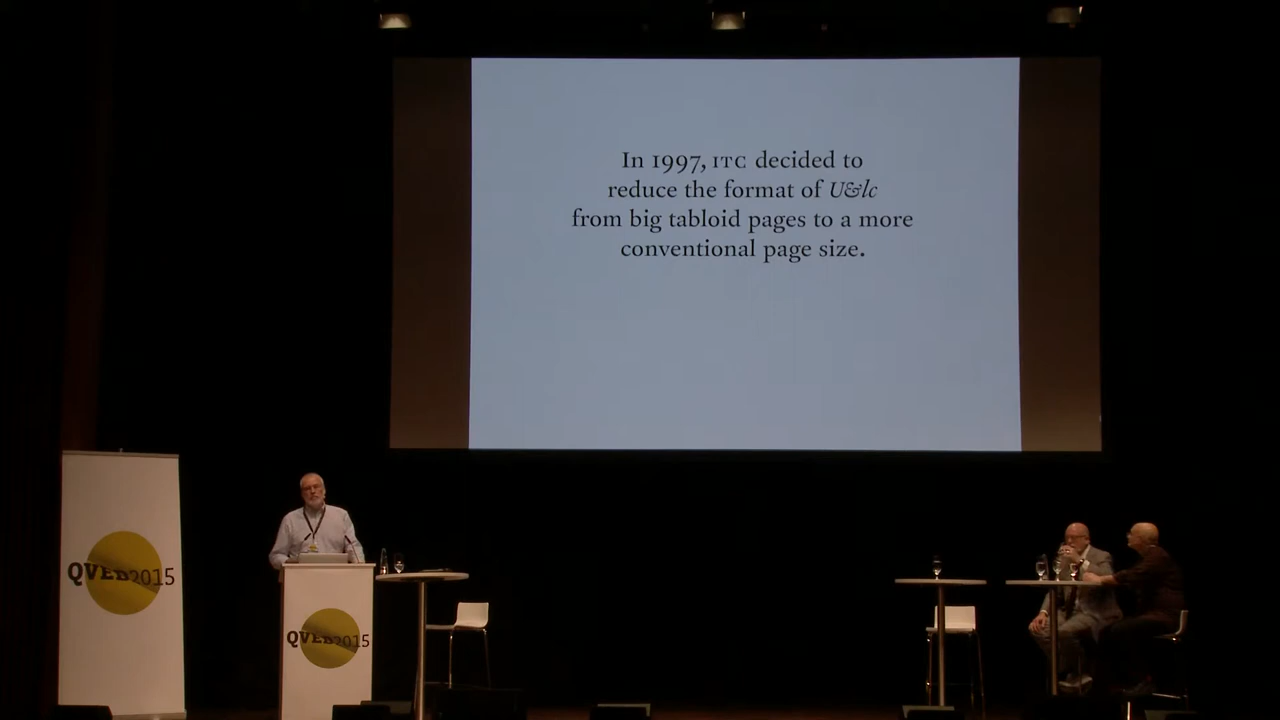 In 1997, ITC decided to
reduce the format of U&lc
from big tabloid pages to a more
conventional page size.
QVED2015
QVED2015